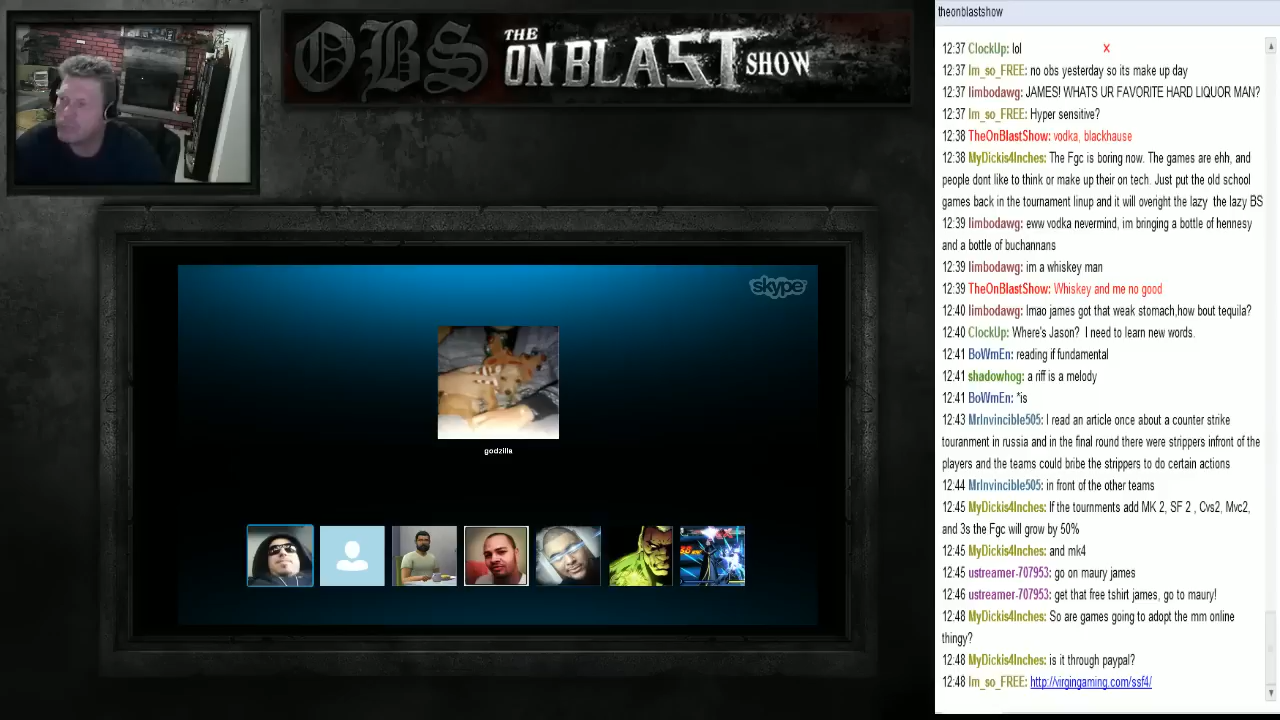 OBS
THE
ON BLAST SHOW
skype
godzilla
theonblastshow
12:37 ClockUp: lol
X
12:37 Im_so_FREE: no obs yesterday so its make up day
12:37 limbodawg: JAMES! WHATS UR FAVORITE HARD LIQUOR MAN?
12:37 Im_so_FREE: Hyper sensitive?
12:38 TheOnBlastShow: vodka, blackhause
12:38 MyDickis4Inches: The Fgc is boring now. The games are ehh, and
people dont like to think or make up their on tech. Just put the old school
games back in the tournament linup and it will overight the lazy the lazy BS
12:39 limbodawg: eww vodka nevermind, im bringing a bottle of hennesy
and a bottle of buchannans
12:39 limbodawg: im a whiskey man
12:39 TheOnBlastShow: Whiskey and me no good
12:40 limbodawg: lmao james got that weak stomach,how bout tequila?
12:40 ClockUp: Where's Jason? I need to learn new words.
12:41 BoWmEn: reading if fundamental
12:41 shadowhog: a riff is a melody
12:41 BoWmEn: *is
12:43 MrInvincible505: I read an article once about a counter strike
touranment in russia and in the final round there were strippers infront of the
players and the teams could bribe the strippers to do certain actions
12:44 MrInvincible505: in front of the other teams
12:45 MyDickis4Inches: If the tournments add MK 2, SF 2 , Cvs2, Mvc2,
and 3s the Fgc will grow by 50%
12:45 MyDickis4Inches: and mk4
12:45 ustreamer-707953: go on maury james
12:46 ustreamer-707953: get that free tshirt james, go to maury!
12:48 MyDickis4Inches: So are games going to adopt the mm online
thingy?
12:48 MyDickis4Inches: is it through paypal?
12:48 Im_so_FREE: http://virgingaming.com/ssf4/